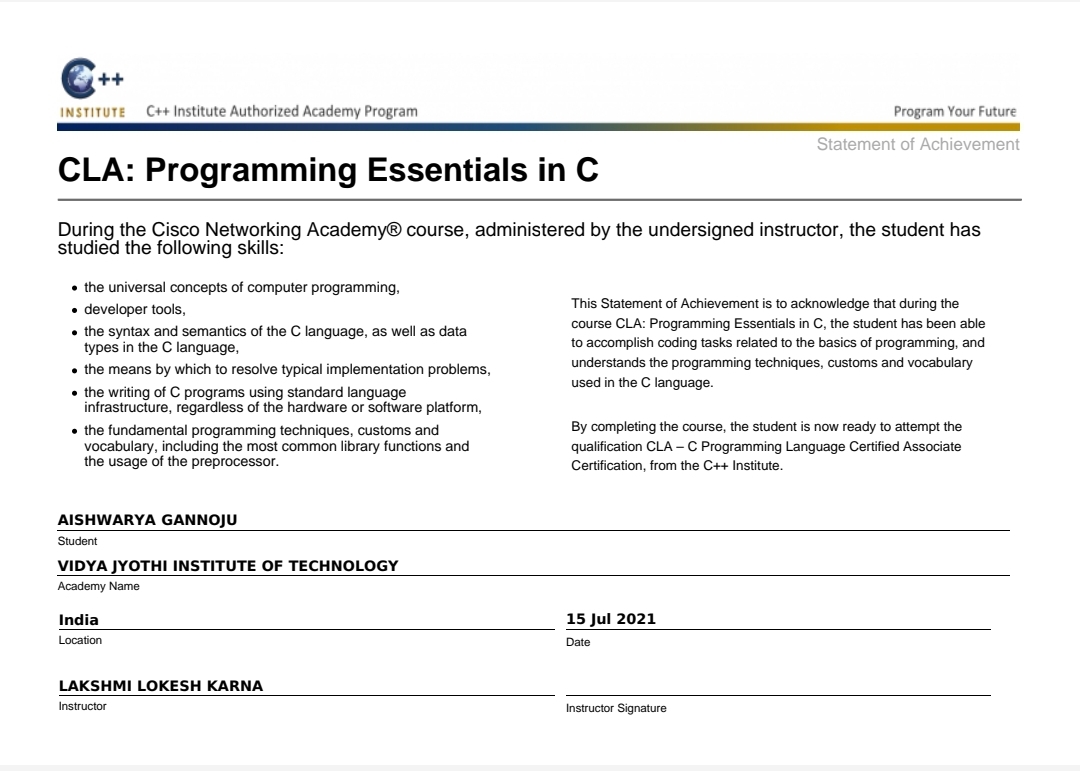 C++
INSTITUTE
C++ Institute Authorized Academy Program
Program Your Future
Statement of Achievement
CLA: Programming Essentials in C
During the Cisco Networking Academy® course, administered by the undersigned instructor, the student has
studied the following skills:
• the universal concepts of computer programming,
• developer tools,
• the syntax and semantics of the C language, as well as data
types in the C language,
• the means by which to resolve typical implementation problems,
• the writing of C programs using standard language
infrastructure, regardless of the hardware or software platform,
• the fundamental programming techniques, customs and
vocabulary, including the most common library functions and
the usage of the preprocessor.
This Statement of Achievement is to acknowledge that during the
course CLA: Programming Essentials in C, the student has been able
to accomplish coding tasks related to the basics of programming, and
understands the programming techniques, customs and vocabulary
used in the C language.
By completing the course, the student is now ready to attempt the
qualification CLA – C Programming Language Certified Associate
Certification, from the C++ Institute.
AISHWARYA GANNOJU
Student
VIDYA JYOTHI INSTITUTE OF TECHNOLOGY
Academy Name
India
Location
15 Jul 2021
Date
LAKSHMI LOKESH KARNA
Instructor
Instructor Signature